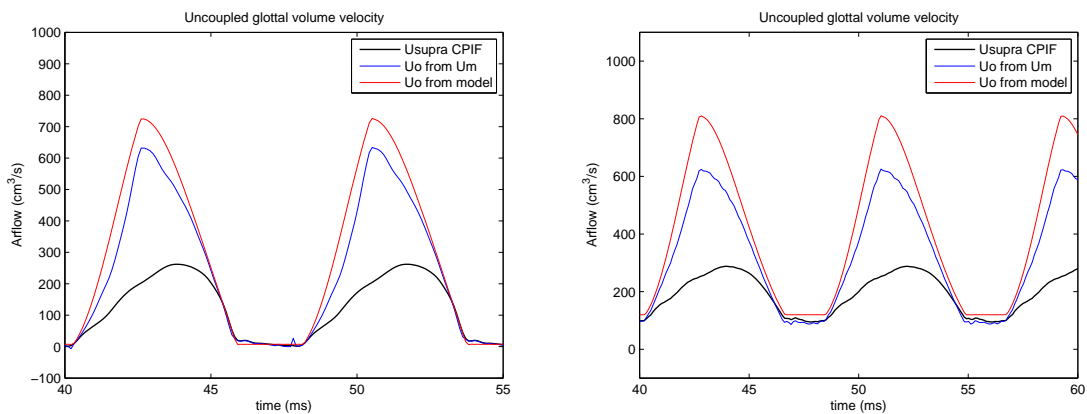 Uncoupled glottal volume velocity
1000
900
800
700
600
500
400
300
200
100
0
−100
Arflow (cm³/s)
40
45
50
55
time (ms)
Usupra CPIF
Uo from Um
Uo from model
Uncoupled glottal volume velocity
1000
800
600
400
200
0
Arflow (cm³/s)
40
45
50
55
60
time (ms)
Usupra CPIF
Uo from Um
Uo from model